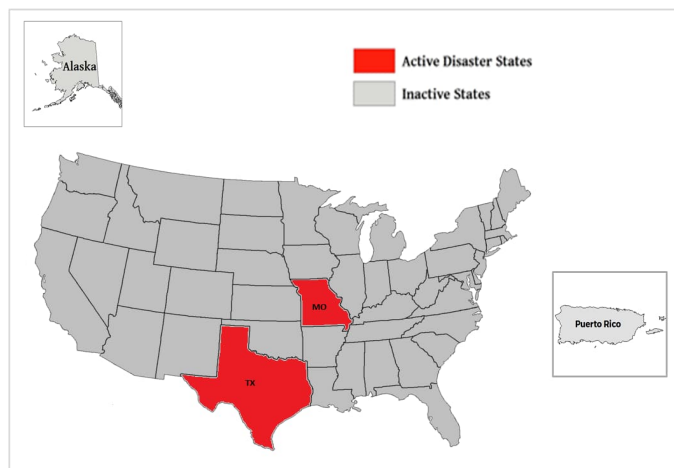 Alaska
Active Disaster States
Inactive States
MO
TX
Puerto Rico